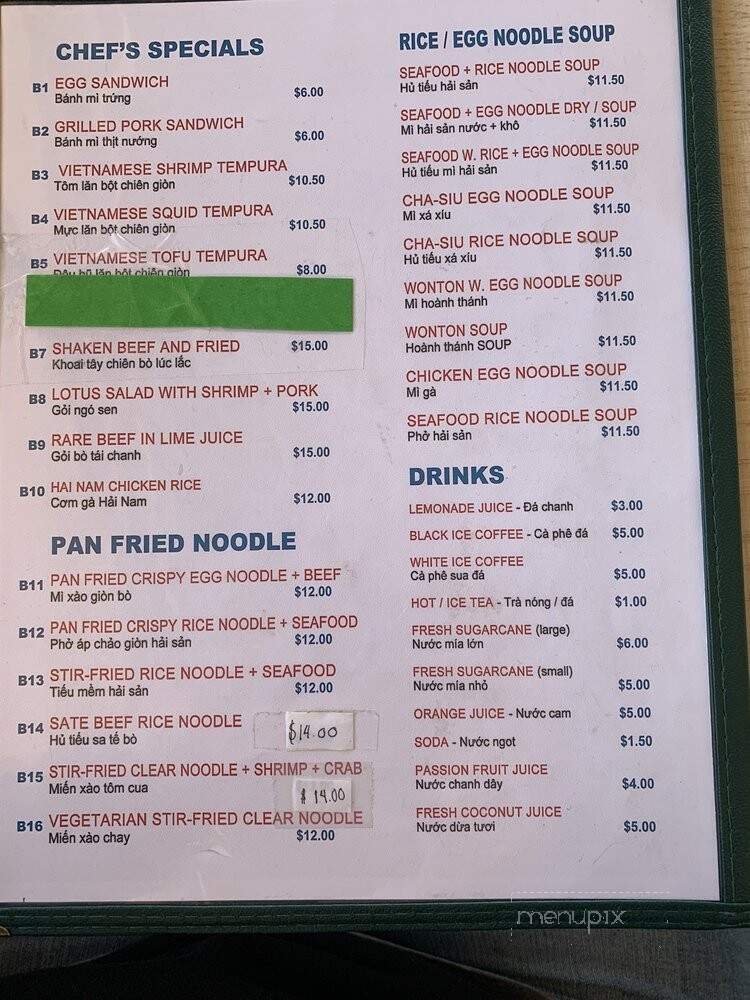 CHEF'S SPECIALS
B1 EGG SANDWICH
Bánh mì trứng $6.00
B2 GRILLED PORK SANDWICH
Bánh mì thịt nướng $6.00
B3 VIETNAMESE SHRIMP TEMPURA
Tôm lăn bột chiên giòn $10.50
B4 VIETNAMESE SQUID TEMPURA
Mực lăn bột chiên giòn $10.50
B5 VIETNAMESE TOFU TEMPURA
Đậu hũ lăn bột chiên giòn $8.00
B7 SHAKEN BEEF AND FRIED $15.00
Khoai tây chiên bò lúc lắc
B8 LOTUS SALAD WITH SHRIMP + PORK
Gỏi ngó sen $15.00
B9 RARE BEEF IN LIME JUICE
Gỏi bò tái chanh $15.00
B10 HAI NAM CHICKEN RICE
Cơm gà Hải Nam $12.00
PAN FRIED NOODLE
B11 PAN FRIED CRISPY EGG NOODLE + BEEF
Mì xào giòn bò $12.00
B12 PAN FRIED CRISPY RICE NOODLE + SEAFOOD
Phở áp chảo giòn hải sản $12.00
B13 STIR-FRIED RICE NOODLE + SEAFOOD
Tiếu mềm hải sản $12.00
B14 SATE BEEF RICE NOODLE
Hủ tiếu sa tế bò $14.00
B15 STIR-FRIED CLEAR NOODLE + SHRIMP + CRAB
Miến xào tôm cua $14.00
B16 VEGETARIAN STIR-FRIED CLEAR NOODLE
Miến xào chay $12.00
RICE / EGG NOODLE SOUP
SEAFOOD + RICE NOODLE SOUP
Hủ tiếu hải sản $11.50
SEAFOOD + EGG NOODLE DRY / SOUP
Mì hải sản nước + khô $11.50
SEAFOOD W. RICE + EGG NOODLE SOUP
Hủ tiếu mì hải sản $11.50
CHA-SIU EGG NOODLE SOUP
Mì xá xíu $11.50
CHA-SIU RICE NOODLE SOUP
Hủ tiếu xá xíu $11.50
WONTON W. EGG NOODLE SOUP
Mì hoành thánh $11.50
WONTON SOUP
Hoành thánh SOUP $11.50
CHICKEN EGG NOODLE SOUP
Mì gà $11.50
SEAFOOD RICE NOODLE SOUP
Phở hải sản $11.50
DRINKS
LEMONADE JUICE - Đá chanh $3.00
BLACK ICE COFFEE - Cà phê đá $5.00
WHITE ICE COFFEE
Cà phê sua đá $5.00
HOT / ICE TEA - Trà nóng / đá $1.00
FRESH SUGARCANE (large)
Nước mía lớn $6.00
FRESH SUGARCANE (small)
Nước mía nhỏ $5.00
ORANGE JUICE - Nước cam $5.00
SODA - Nước ngọt $1.50
PASSION FRUIT JUICE
Nước chanh dây $4.00
FRESH COCONUT JUICE
Nước dừa tươi $5.00
menupix